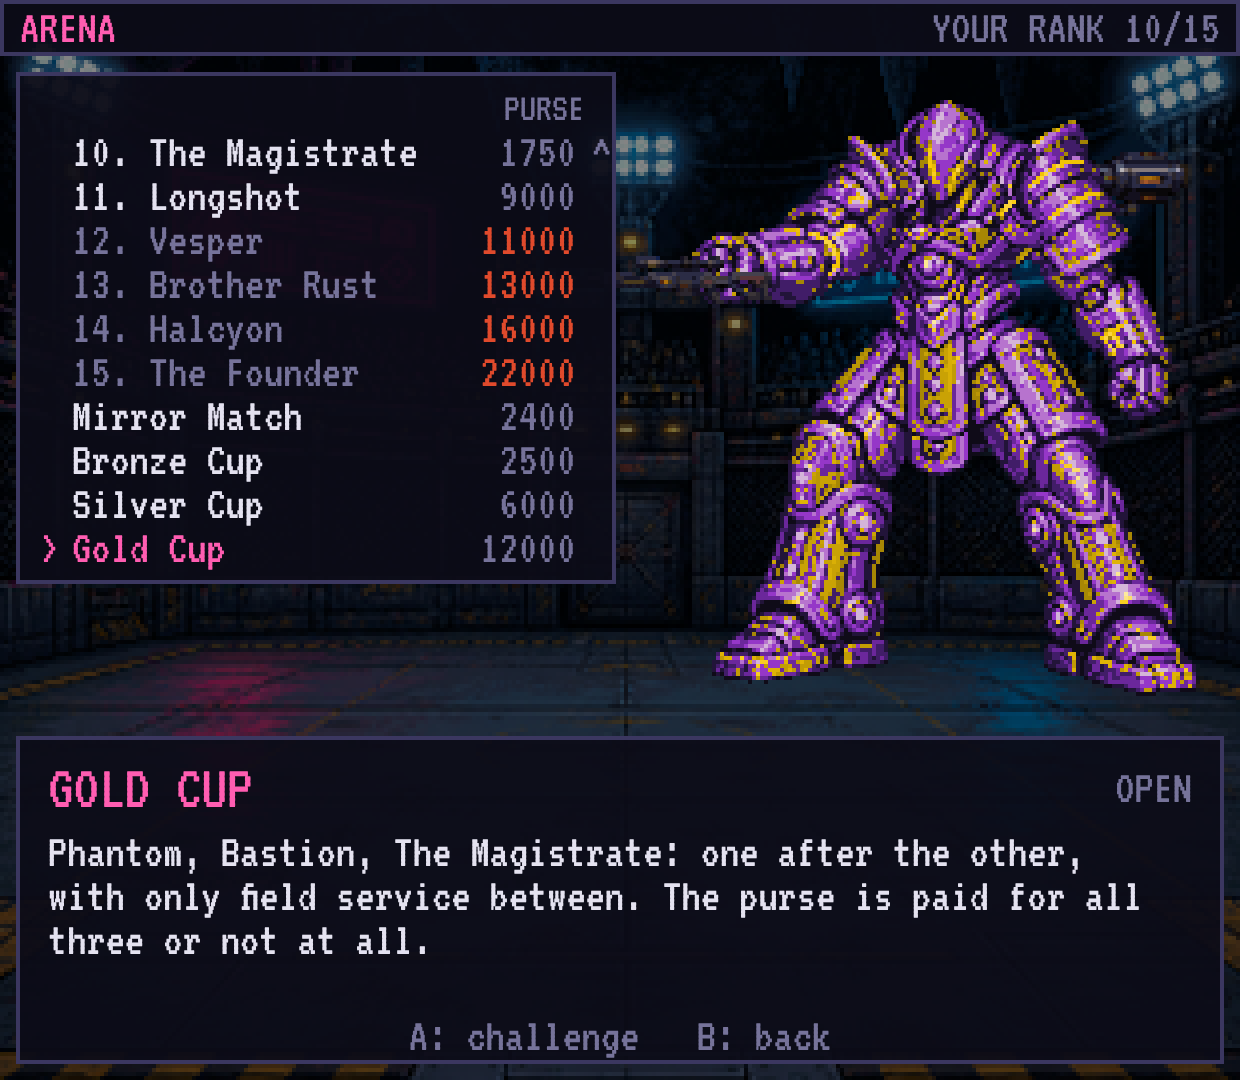 ARENA
YOUR RANK 10/15
PURSE
10. The Magistrate 1750 ^
11. Longshot 9000
12. Vesper 11000
13. Brother Rust 13000
14. Halcyon 16000
15. The Founder 22000
Mirror Match 2400
Bronze Cup 2500
Silver Cup 6000
> Gold Cup 12000
GOLD CUP
OPEN
Phantom, Bastion, The Magistrate: one after the other,
with only field service between. The purse is paid for all
three or not at all.
A: challenge B: back